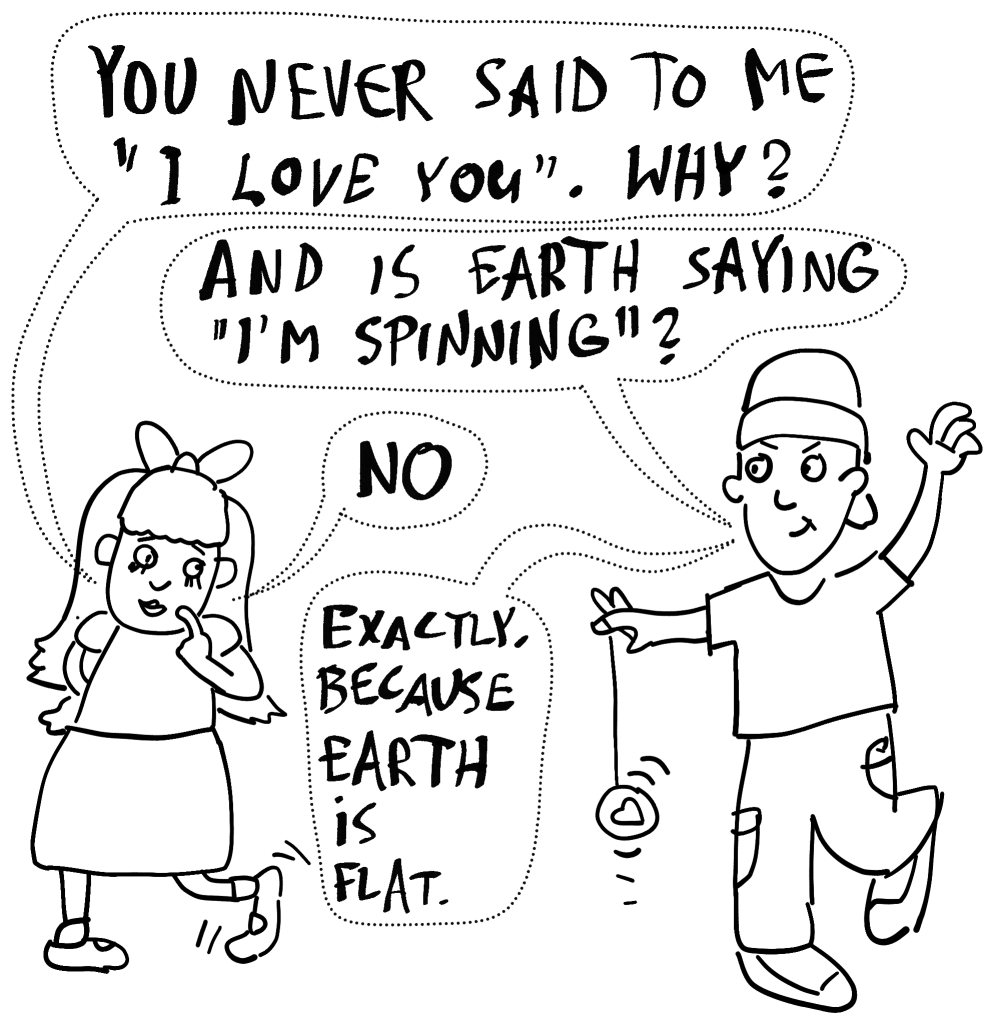 YOU NEVER SAID TO ME
"I LOVE YOU". WHY?
AND IS EARTH SAYING
"I'M SPINNING"?
NO
EXACTLY.
BECAUSE
EARTH
iS
FLAT.